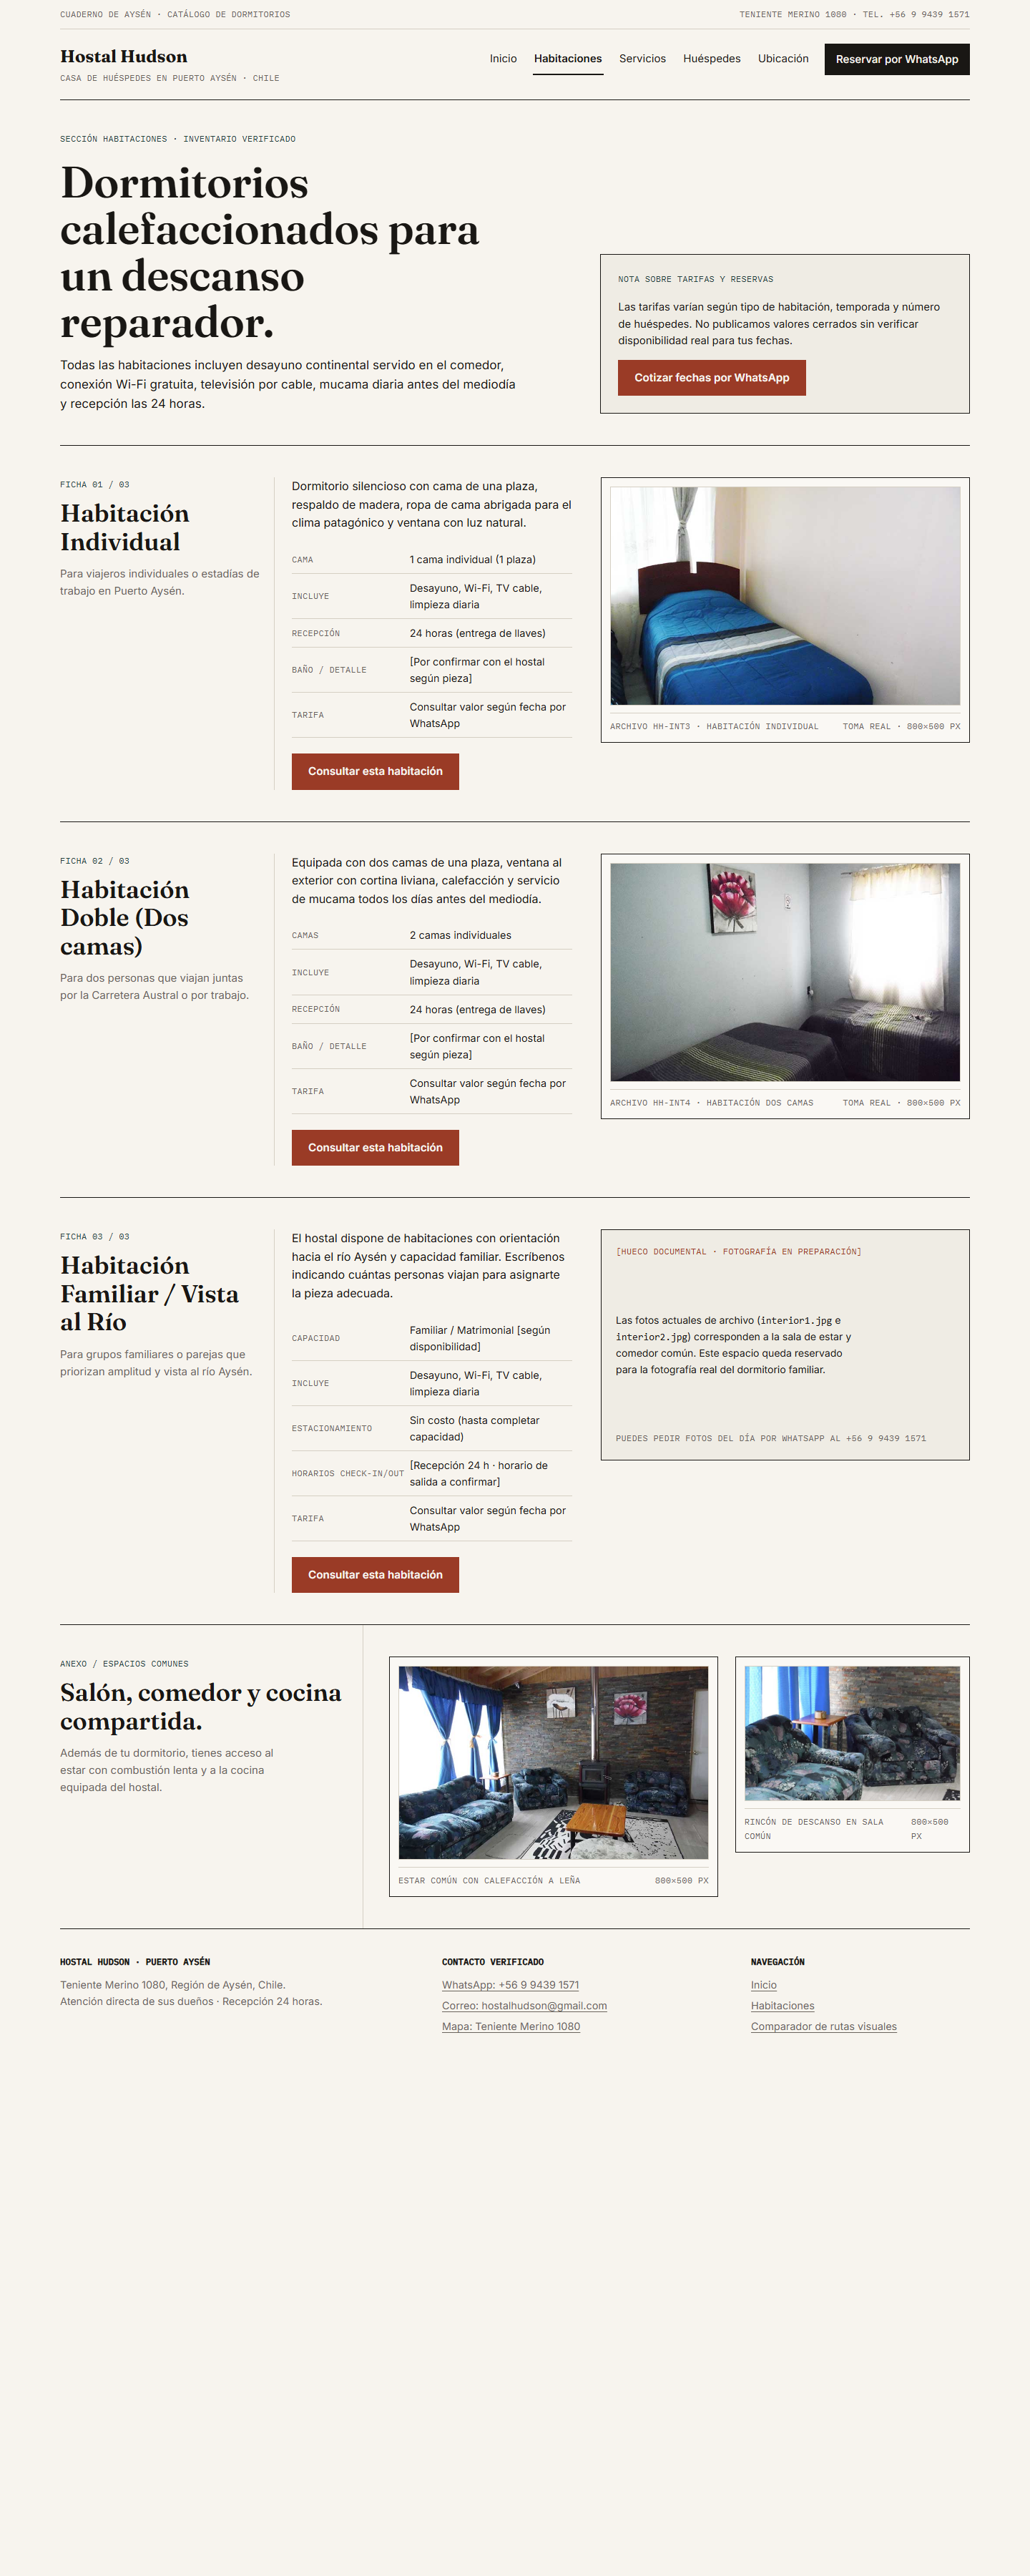 CUADERNO DE AYSÉN · CATÁLOGO DE DORMITORIOS
TENIENTE MERINO 1080 · TEL. +56 9 9439 1571
Hostal Hudson
CASA DE HUÉSPEDES EN PUERTO AYSÉN · CHILE
Inicio
Habitaciones
Servicios
Huéspedes
Ubicación
Reservar por WhatsApp
SECCIÓN HABITACIONES · INVENTARIO VERIFICADO
Dormitorios
calefaccionados para
un descanso
reparador.
Todas las habitaciones incluyen desayuno continental servido en el comedor,
conexión Wi-Fi gratuita, televisión por cable, mucama diaria antes del mediodía
y recepción las 24 horas.
NOTA SOBRE TARIFAS Y RESERVAS
Las tarifas varían según tipo de habitación, temporada y número
de huéspedes. No publicamos valores cerrados sin verificar
disponibilidad real para tus fechas.
Cotizar fechas por WhatsApp
FICHA 01 / 03
Habitación
Individual
Para viajeros individuales o estadías de
trabajo en Puerto Aysén.
Dormitorio silencioso con cama de una plaza,
respaldo de madera, ropa de cama abrigada para el
clima patagónico y ventana con luz natural.
CAMA
1 cama individual (1 plaza)
INCLUYE
Desayuno, Wi-Fi, TV cable,
limpieza diaria
RECEPCIÓN
24 horas (entrega de llaves)
BAÑO / DETALLE
[Por confirmar con el hostal
según pieza]
TARIFA
Consultar valor según fecha por
WhatsApp
Consultar esta habitación
ARCHIVO HH-INT3 · HABITACIÓN INDIVIDUAL
TOMA REAL · 800×500 PX
FICHA 02 / 03
Habitación
Doble (Dos
camas)
Para dos personas que viajan juntas
por la Carretera Austral o por trabajo.
Equipada con dos camas de una plaza, ventana al
exterior con cortina liviana, calefacción y servicio
de mucama todos los días antes del mediodía.
CAMAS
2 camas individuales
INCLUYE
Desayuno, Wi-Fi, TV cable,
limpieza diaria
RECEPCIÓN
24 horas (entrega de llaves)
BAÑO / DETALLE
[Por confirmar con el hostal
según pieza]
TARIFA
Consultar valor según fecha por
WhatsApp
Consultar esta habitación
ARCHIVO HH-INT4 · HABITACIÓN DOS CAMAS
TOMA REAL · 800×500 PX
FICHA 03 / 03
Habitación
Familiar / Vista
al Río
Para grupos familiares o parejas que
priorizan amplitud y vista al río Aysén.
El hostal dispone de habitaciones con orientación
hacia el río Aysén y capacidad familiar. Escríbenos
indicando cuántas personas viajan para asignarte
la pieza adecuada.
CAPACIDAD
Familiar / Matrimonial [según
disponibilidad]
INCLUYE
Desayuno, Wi-Fi, TV cable,
limpieza diaria
ESTACIONAMIENTO
Sin costo (hasta completar
capacidad)
HORARIOS CHECK-IN/OUT
[Recepción 24 h · horario de
salida a confirmar]
TARIFA
Consultar valor según fecha por
WhatsApp
Consultar esta habitación
[HUECO DOCUMENTAL · FOTOGRAFÍA EN PREPARACIÓN]
Las fotos actuales de archivo (interior1.jpg e
interior2.jpg) corresponden a la sala de estar y
comedor común. Este espacio queda reservado
para la fotografía real del dormitorio familiar.
PUEDES PEDIR FOTOS DEL DÍA POR WHATSAPP AL +56 9 9439 1571
ANEXO / ESPACIOS COMUNES
Salón, comedor y cocina
compartida.
Además de tu dormitorio, tienes acceso al
estar con combustión lenta y a la cocina
equipada del hostal.
ESTAR COMÚN CON CALEFACCIÓN A LEÑA
800×500 PX
RINCÓN DE DESCANSO EN SALA
COMÚN
800×500
PX
HOSTAL HUDSON · PUERTO AYSÉN
Teniente Merino 1080, Región de Aysén, Chile.
Atención directa de sus dueños · Recepción 24 horas.
CONTACTO VERIFICADO
WhatsApp: +56 9 9439 1571
Correo: hostalhudson@gmail.com
Mapa: Teniente Merino 1080
NAVEGACIÓN
Inicio
Habitaciones
Comparador de rutas visuales